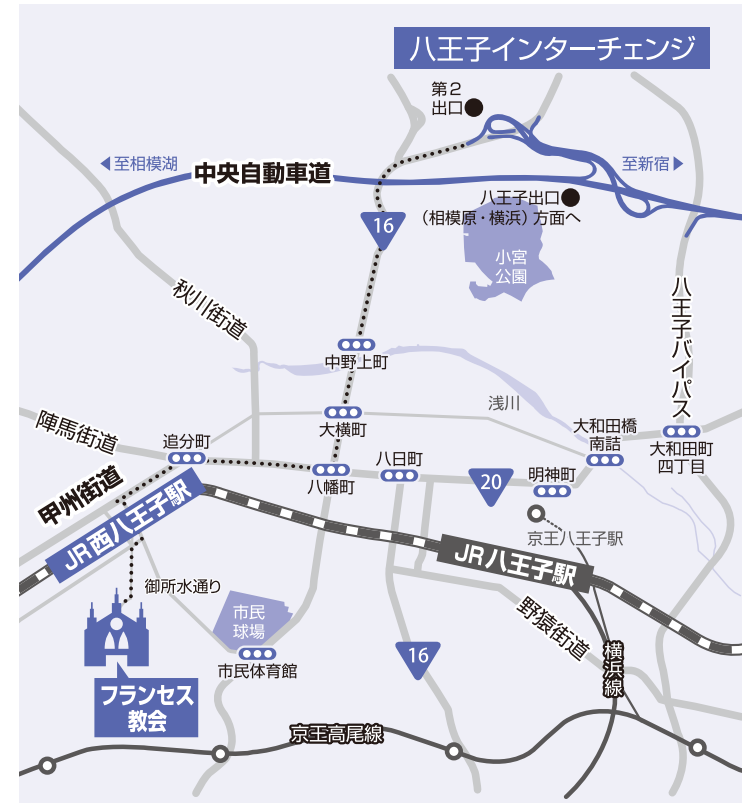 八王子インターチェンジ
第2
出口
至相模湖
中央自動車道
至新宿
八王子出口
(相模原・横浜)方面へ
16
小宮
公園
秋川街道
八王子バイパス
中野上町
浅川
大横町
陣馬街道
追分町
大和田橋
南詰
大和田町
四丁目
八幡町
八日町
20
明神町
甲州街道
JR西八王子駅
京王八王子駅
JR八王子駅
御所水通り
市民
球場
野猿街道
16
横浜線
市民体育館
フランセス
教会
京王高尾線